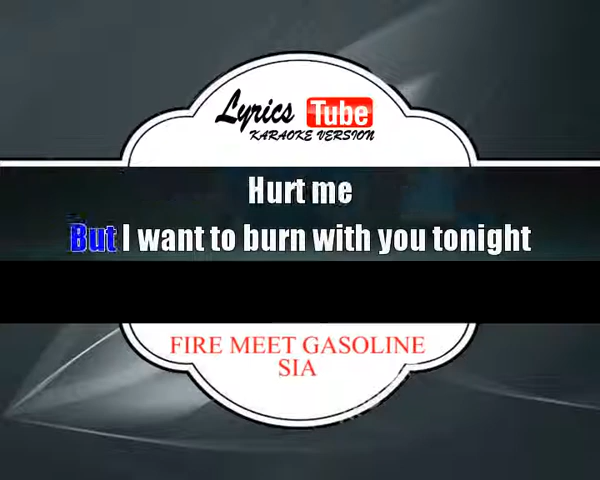 Lyrics Tube
KARAOKE VERSION
Hurt me
But I want to burn with you tonight
FIRE MEET GASOLINE
SIA